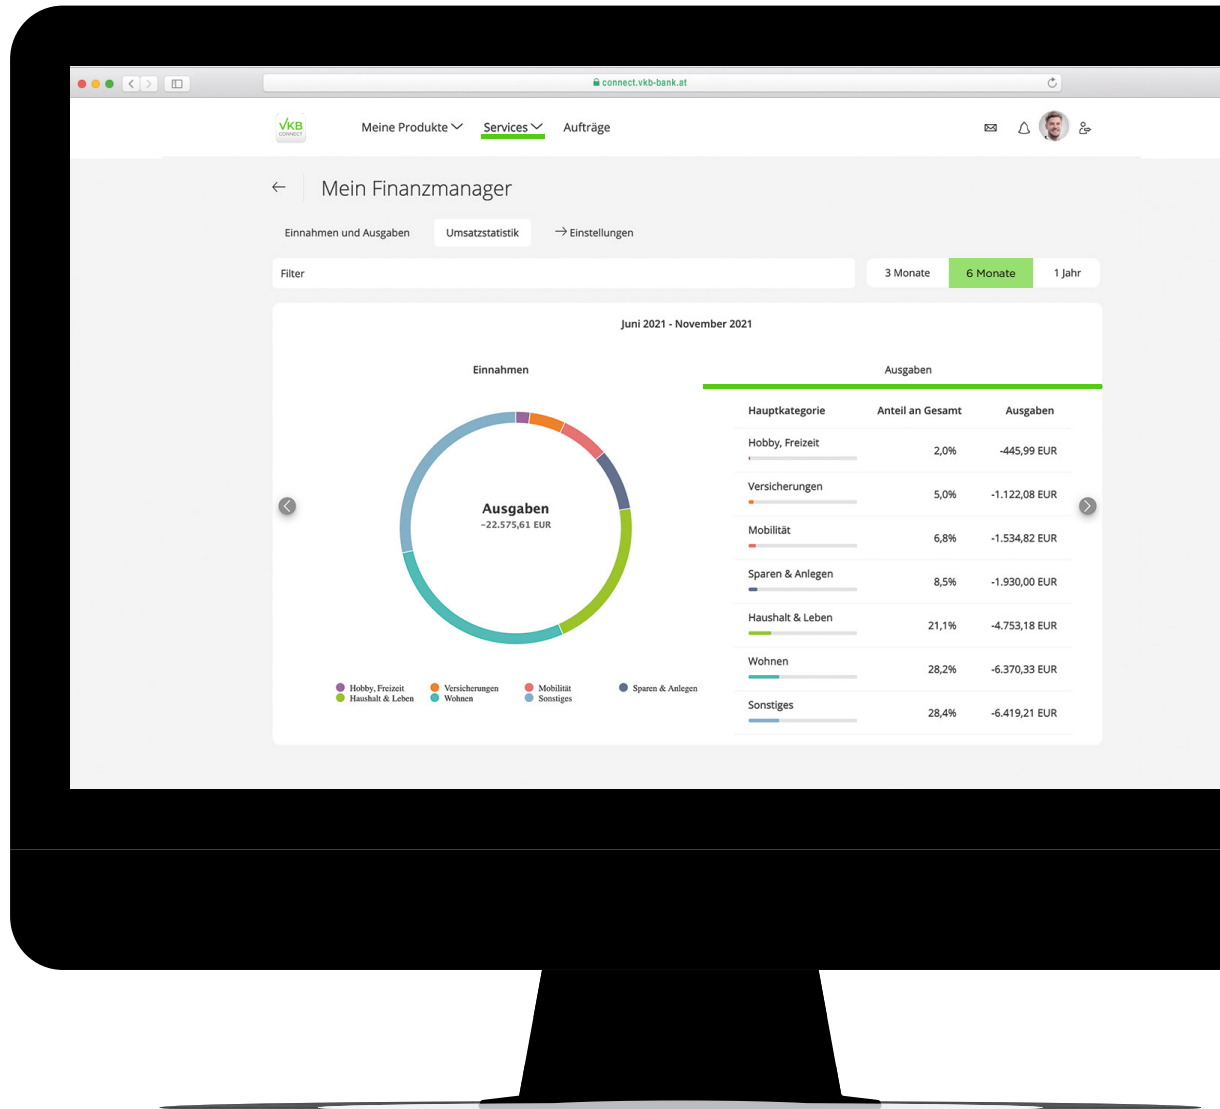 connect.vkb-bank.at
VKB
CONNECT
Meine Produkte Services Aufträge
Mein Finanzmanager
Einnahmen und Ausgaben Umsatzstatistik Einstellungen
Filter 3 Monate 6 Monate 1 Jahr
Juni 2021 - November 2021
Einnahmen Ausgaben
Hauptkategorie Anteil an Gesamt Ausgaben
Hobby, Freizeit 2,0% -445,99 EUR
Versicherungen 5,0% -1.122,08 EUR
Mobilität 6,8% -1.534,82 EUR
Sparen & Anlegen 8,5% -1.930,00 EUR
Haushalt & Leben 21,1% -4.753,18 EUR
Wohnen 28,2% -6.370,33 EUR
Sonstiges 28,4% -6.419,21 EUR
Ausgaben
-22.575,61 EUR
Hobby, Freizeit Versicherungen Mobilität Sparen & Anlegen
Haushalt & Leben Wohnen Sonstiges